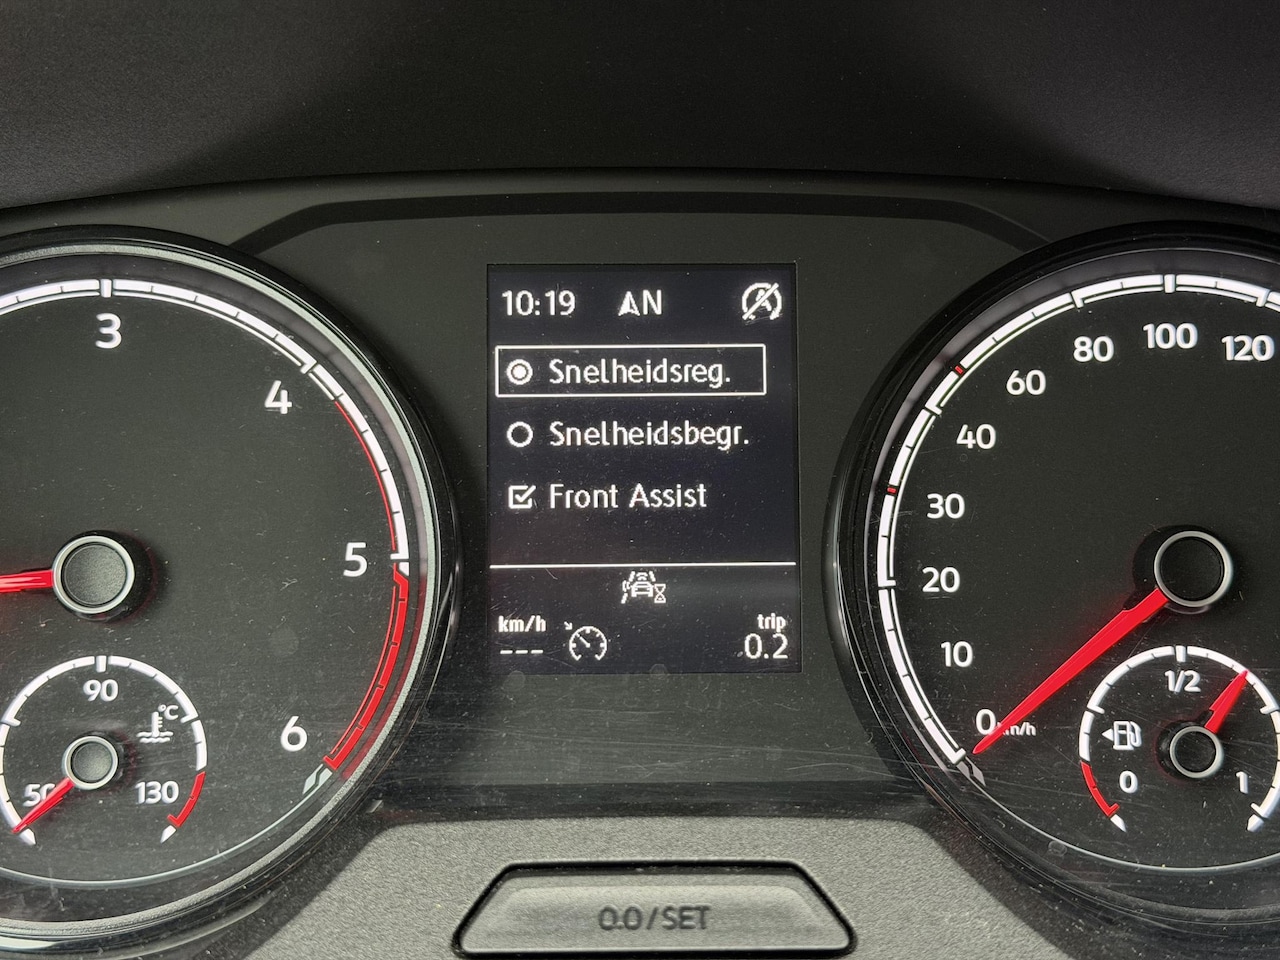 10:19 N
Snelheidsreg.
Snelheidsbegr.
Front Assist
km/h
---
trip
0.2
3
4
5
6
90
°C
50
130
0 km/h
10
20
30
40
60
80
100
120
1/2
0
1
0.0/SET